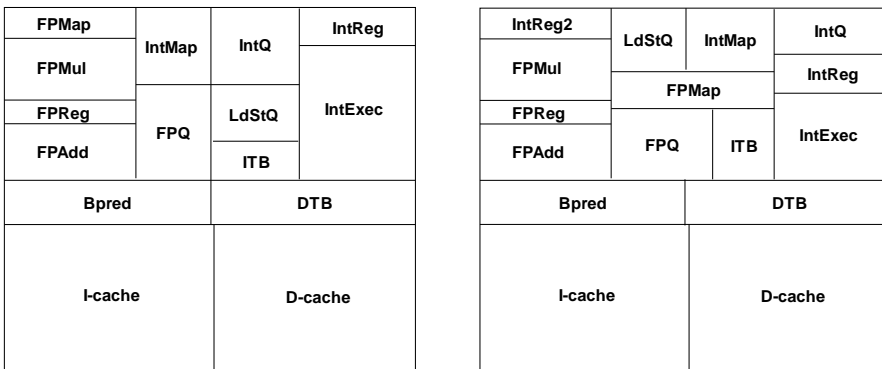 FPMap
IntMap
IntQ
IntReg
FPMul
FPReg
FPQ
LdStQ
IntExec
FPAdd
ITB
Bpred
DTB
I-cache
D-cache
IntReg2
LdStQ
IntMap
IntQ
FPMul
FPMap
IntReg
FPReg
FPAdd
FPQ
ITB
IntExec
Bpred
DTB
I-cache
D-cache